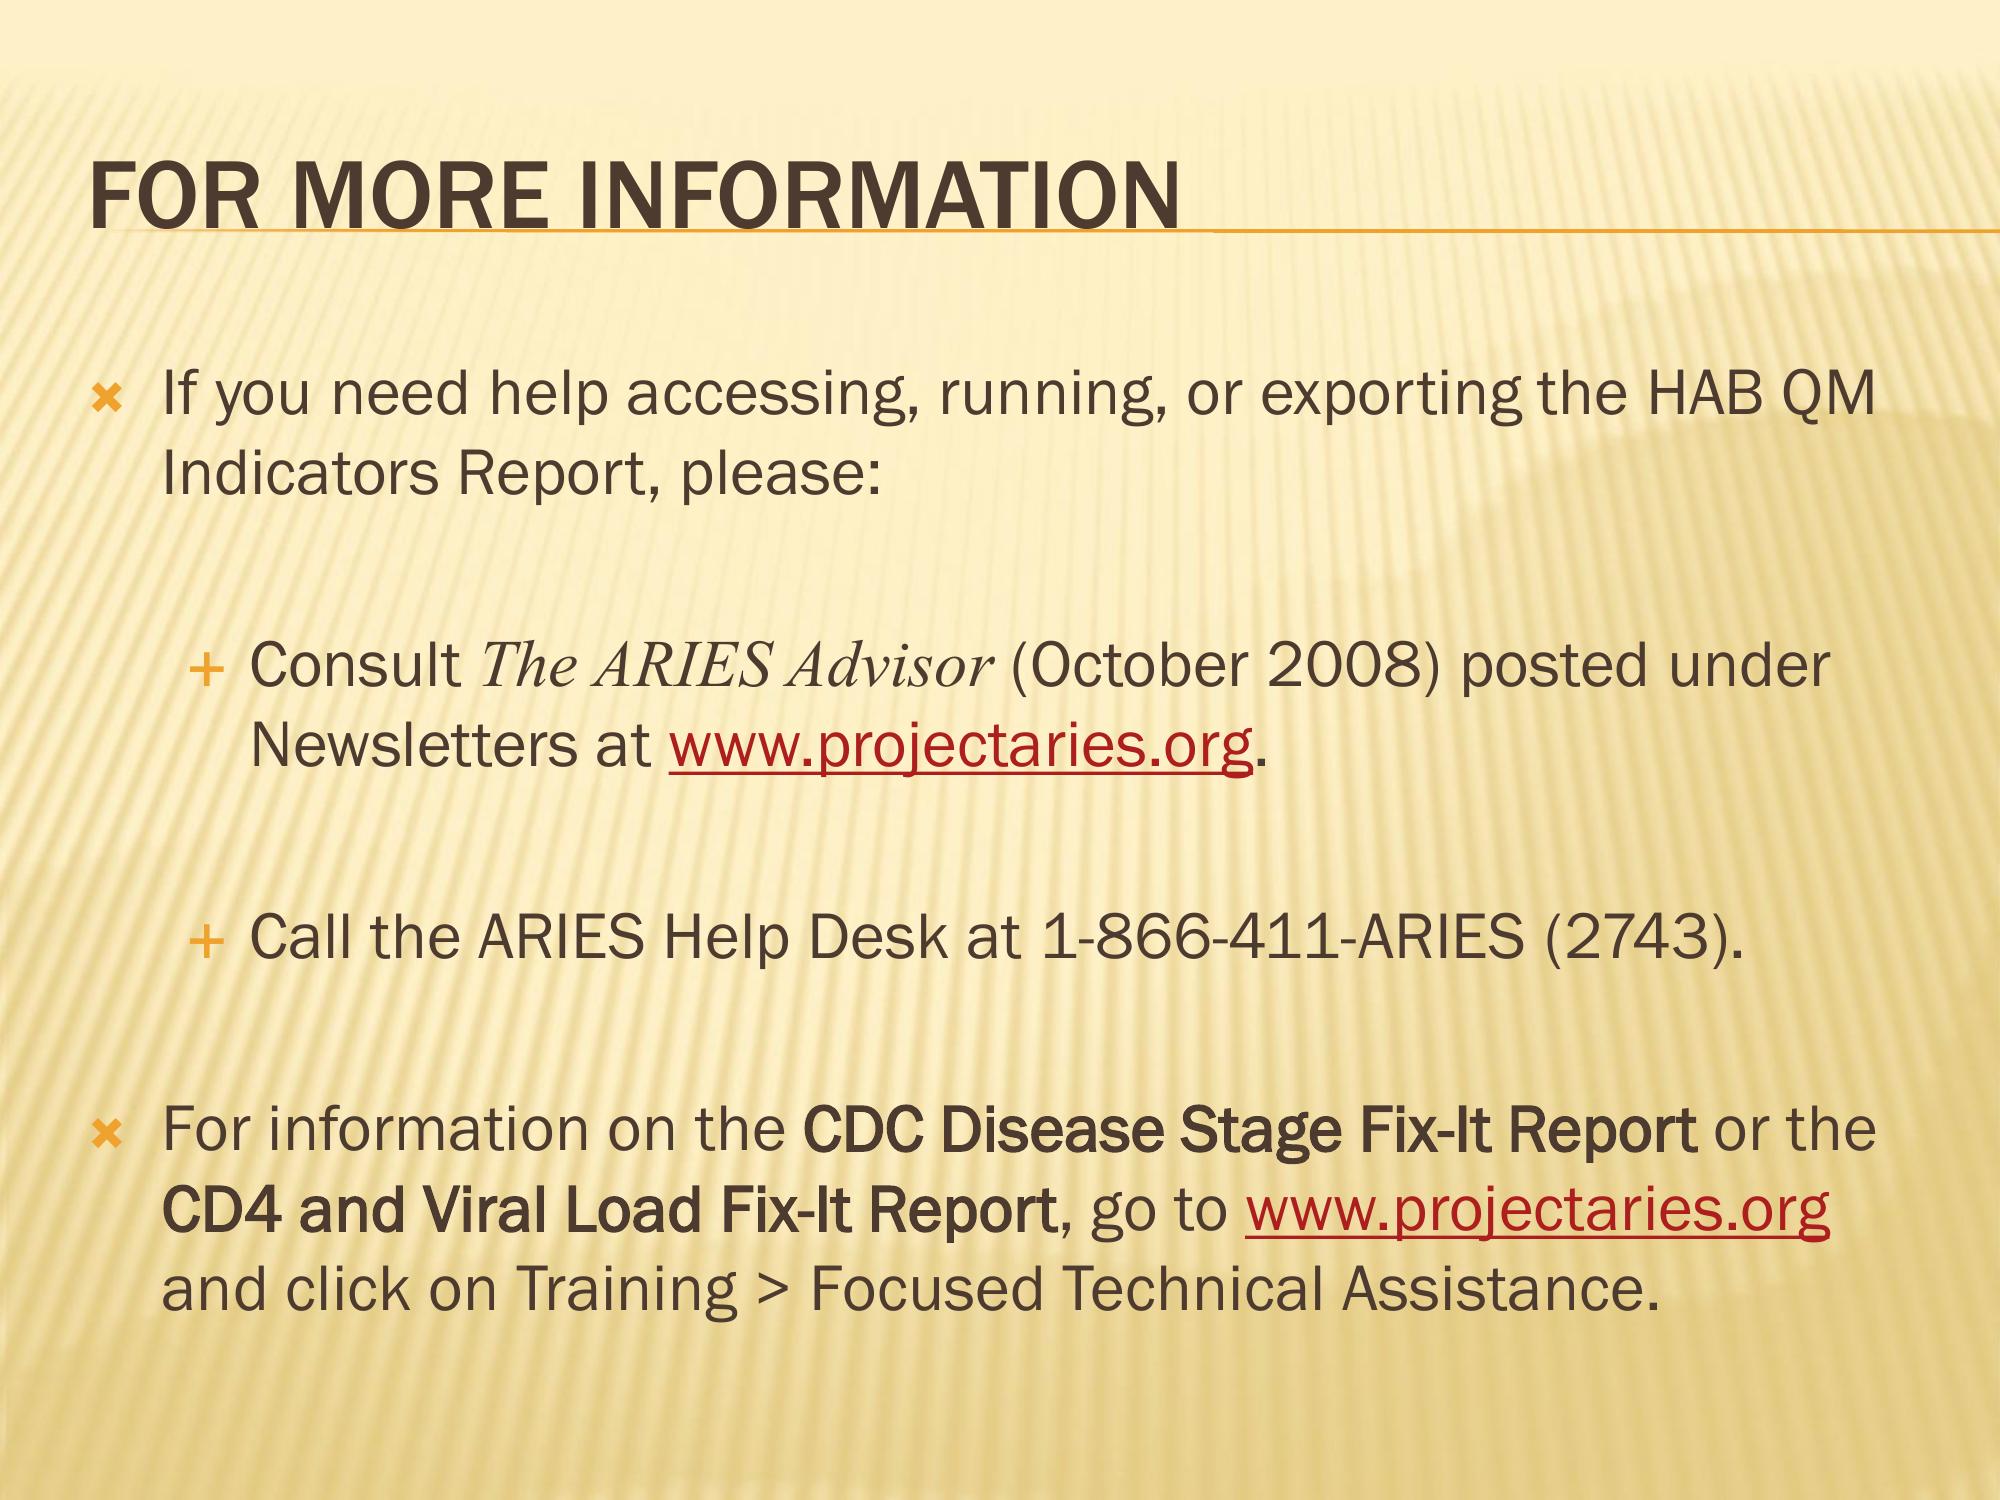 FOR MORE INFORMATION
If you need help accessing, running, or exporting the HAB QM
Indicators Report, please:
Consult The ARIES Advisor (October 2008) posted under
Newsletters at www.projectaries.org.
Call the ARIES Help Desk at 1-866-411-ARIES (2743).
For information on the CDC Disease Stage Fix-It Report or the
CD4 and Viral Load Fix-It Report, go to www.projectaries.org
and click on Training > Focused Technical Assistance.